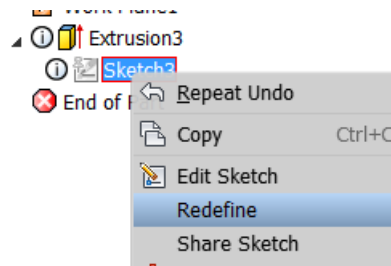 Work Plane1
Extrusion3
Sketch3
End of
Repeat Undo
Copy Ctrl+C
Edit Sketch
Redefine
Share Sketch